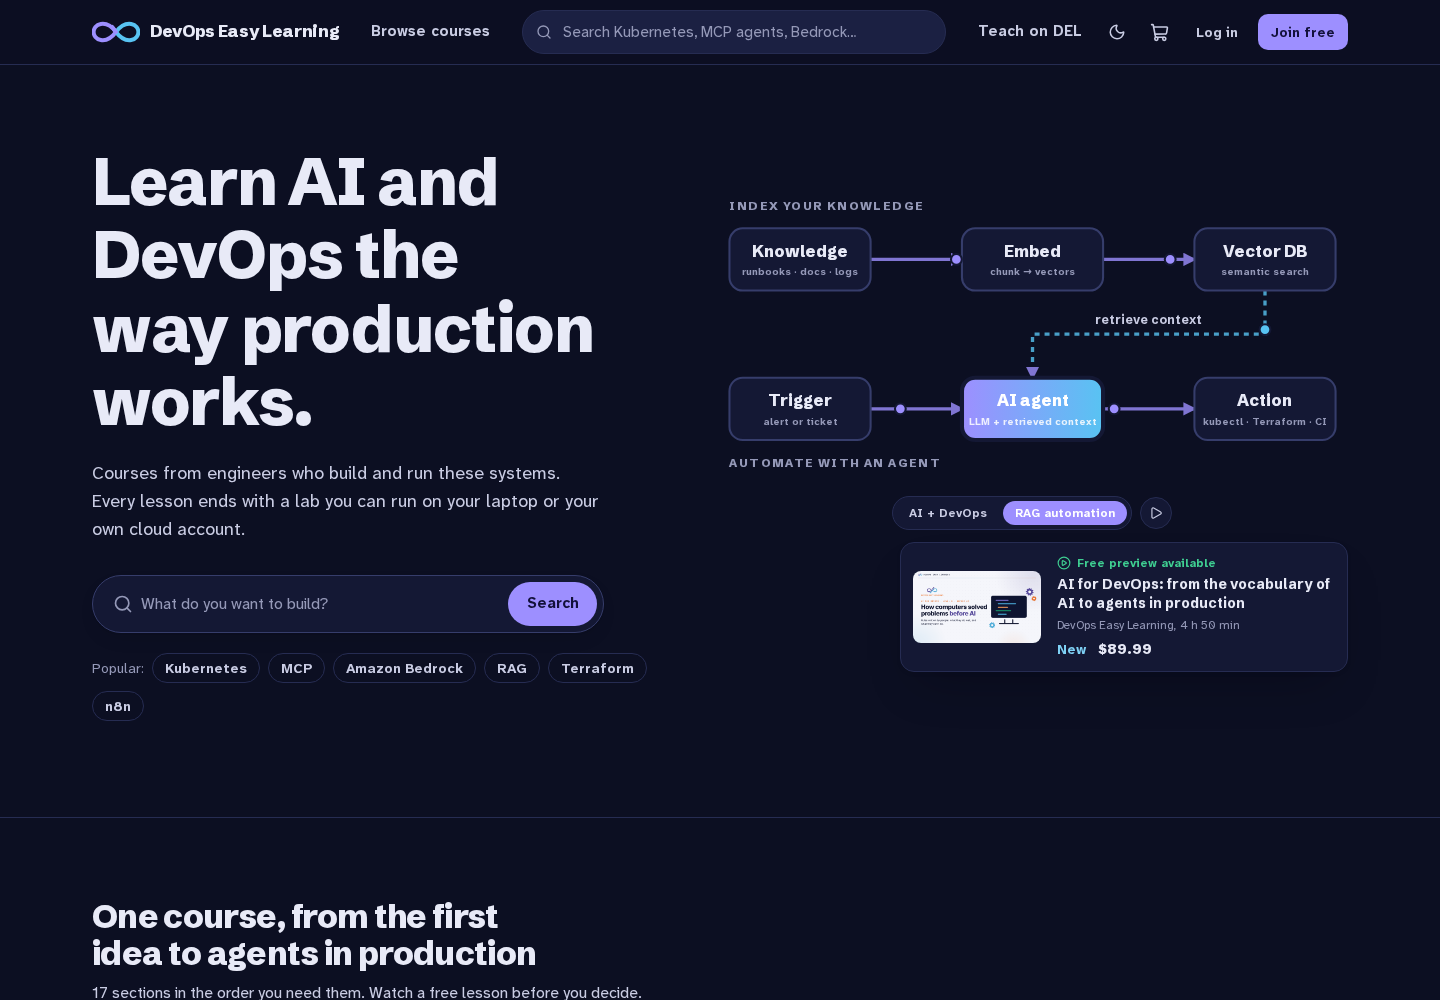 DevOps Easy Learning
Browse courses
Search Kubernetes, MCP agents, Bedrock...
Teach on DEL
Log in
Join free
Learn AI and
DevOps the
way production
works.
Courses from engineers who build and run these systems.
Every lesson ends with a lab you can run on your laptop or your
own cloud account.
What do you want to build?
Search
Popular:
Kubernetes
MCP
Amazon Bedrock
RAG
Terraform
n8n
INDEX YOUR KNOWLEDGE
Knowledge
runbooks · docs · logs
Embed
chunk → vectors
Vector DB
semantic search
retrieve context
Trigger
alert or ticket
AI agent
LLM + retrieved context
Action
kubectl · Terraform · CI
AUTOMATE WITH AN AGENT
AI + DevOps
RAG automation
How computers solved
problems before AI
Free preview available
AI for DevOps: from the vocabulary of
AI to agents in production
DevOps Easy Learning, 4 h 50 min
New
$89.99
One course, from the first
idea to agents in production
17 sections in the order you need them. Watch a free lesson before you decide.